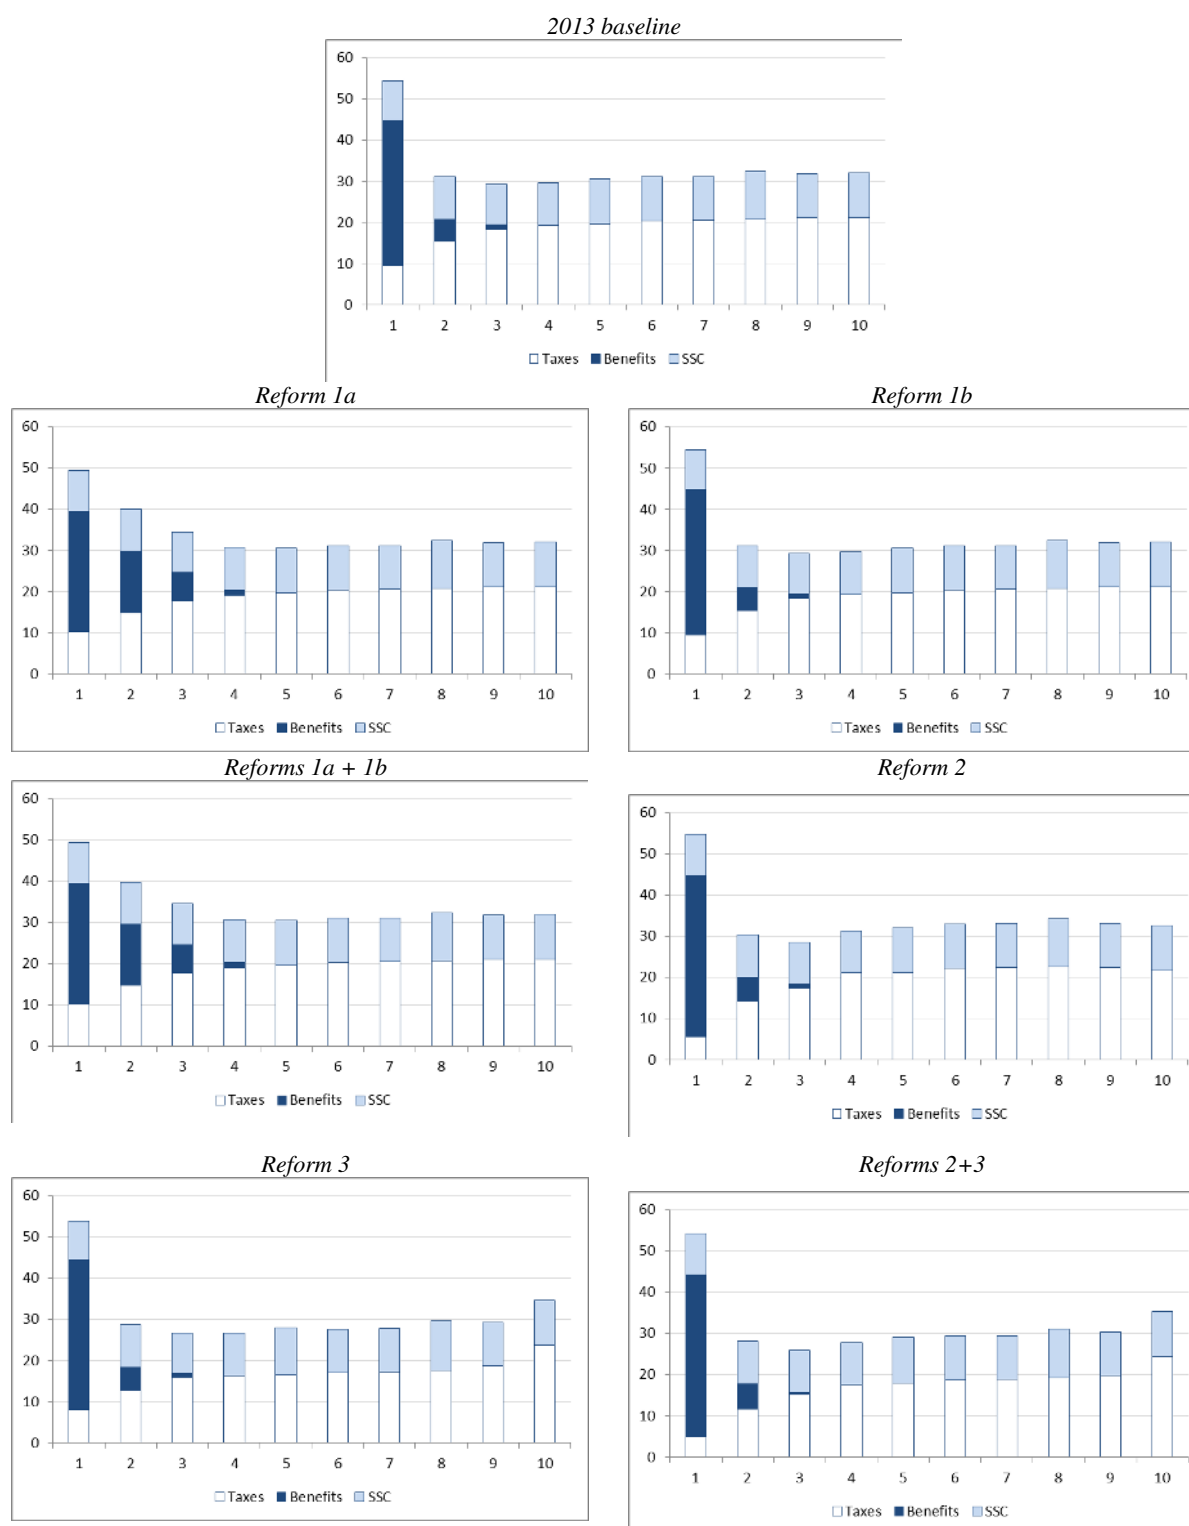 2013 baseline
60
50
40
30
20
10
0
1 2 3 4 5 6 7 8 9 10
Taxes Benefits SSC
Reform 1a
60
50
40
30
20
10
0
1 2 3 4 5 6 7 8 9 10
Taxes Benefits SSC
Reform 1b
60
50
40
30
20
10
0
1 2 3 4 5 6 7 8 9 10
Taxes Benefits SSC
Reforms 1a + 1b
60
50
40
30
20
10
0
1 2 3 4 5 6 7 8 9 10
Taxes Benefits SSC
Reform 2
60
50
40
30
20
10
0
1 2 3 4 5 6 7 8 9 10
Taxes Benefits SSC
Reform 3
60
50
40
30
20
10
0
1 2 3 4 5 6 7 8 9 10
Taxes Benefits SSC
Reforms 2+3
60
50
40
30
20
10
0
1 2 3 4 5 6 7 8 9 10
Taxes Benefits SSC